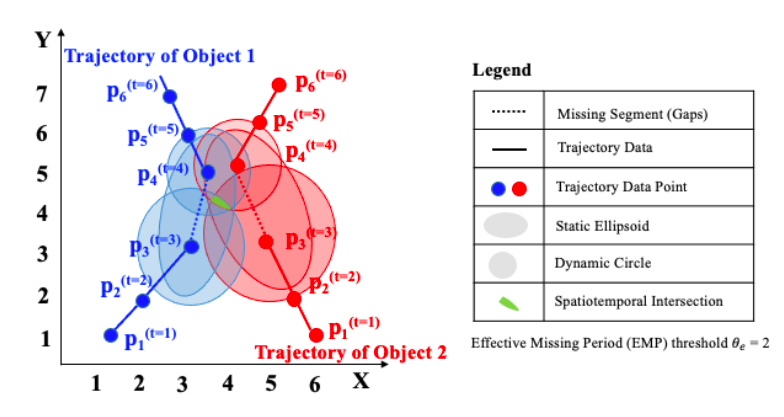 Y
Trajectory of Object 1
p6(t=6)
p6(t=6)
7
p5(t=5)
p5(t=5)
6
p4(t=4)
p4(t=4)
5
4
p3(t=3)
p3(t=3)
3
p2(t=2)
p2(t=2)
2
p1(t=1)
p1(t=1)
1
Trajectory of Object 2
1 2 3 4 5 6 X
Legend
Missing Segment (Gaps)
Trajectory Data
Trajectory Data Point
Static Ellipsoid
Dynamic Circle
Spatiotemporal Intersection
Effective Missing Period (EMP) threshold θe = 2